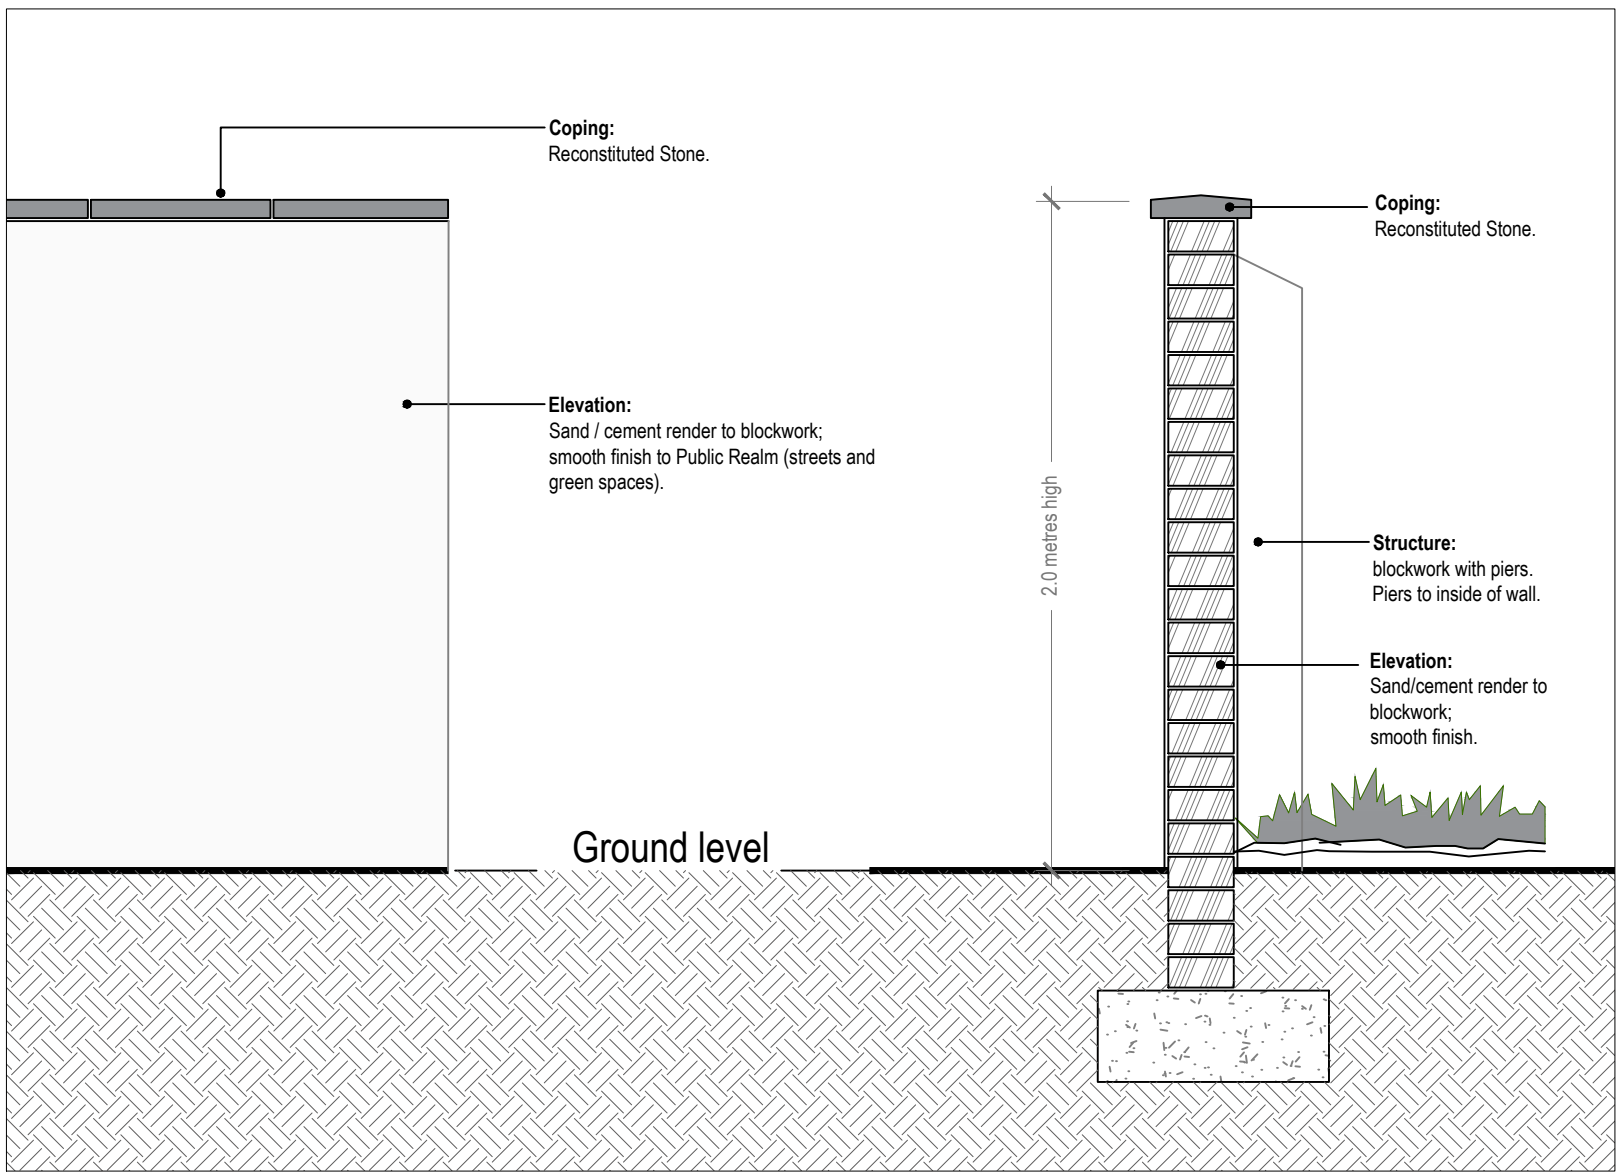 Coping:
Reconstituted Stone.
Elevation:
Sand / cement render to blockwork;
smooth finish to Public Realm (streets and
green spaces).
Ground level
2.0 metres high
Coping:
Reconstituted Stone.
Structure:
blockwork with piers.
Piers to inside of wall.
Elevation:
Sand/cement render to
blockwork;
smooth finish.